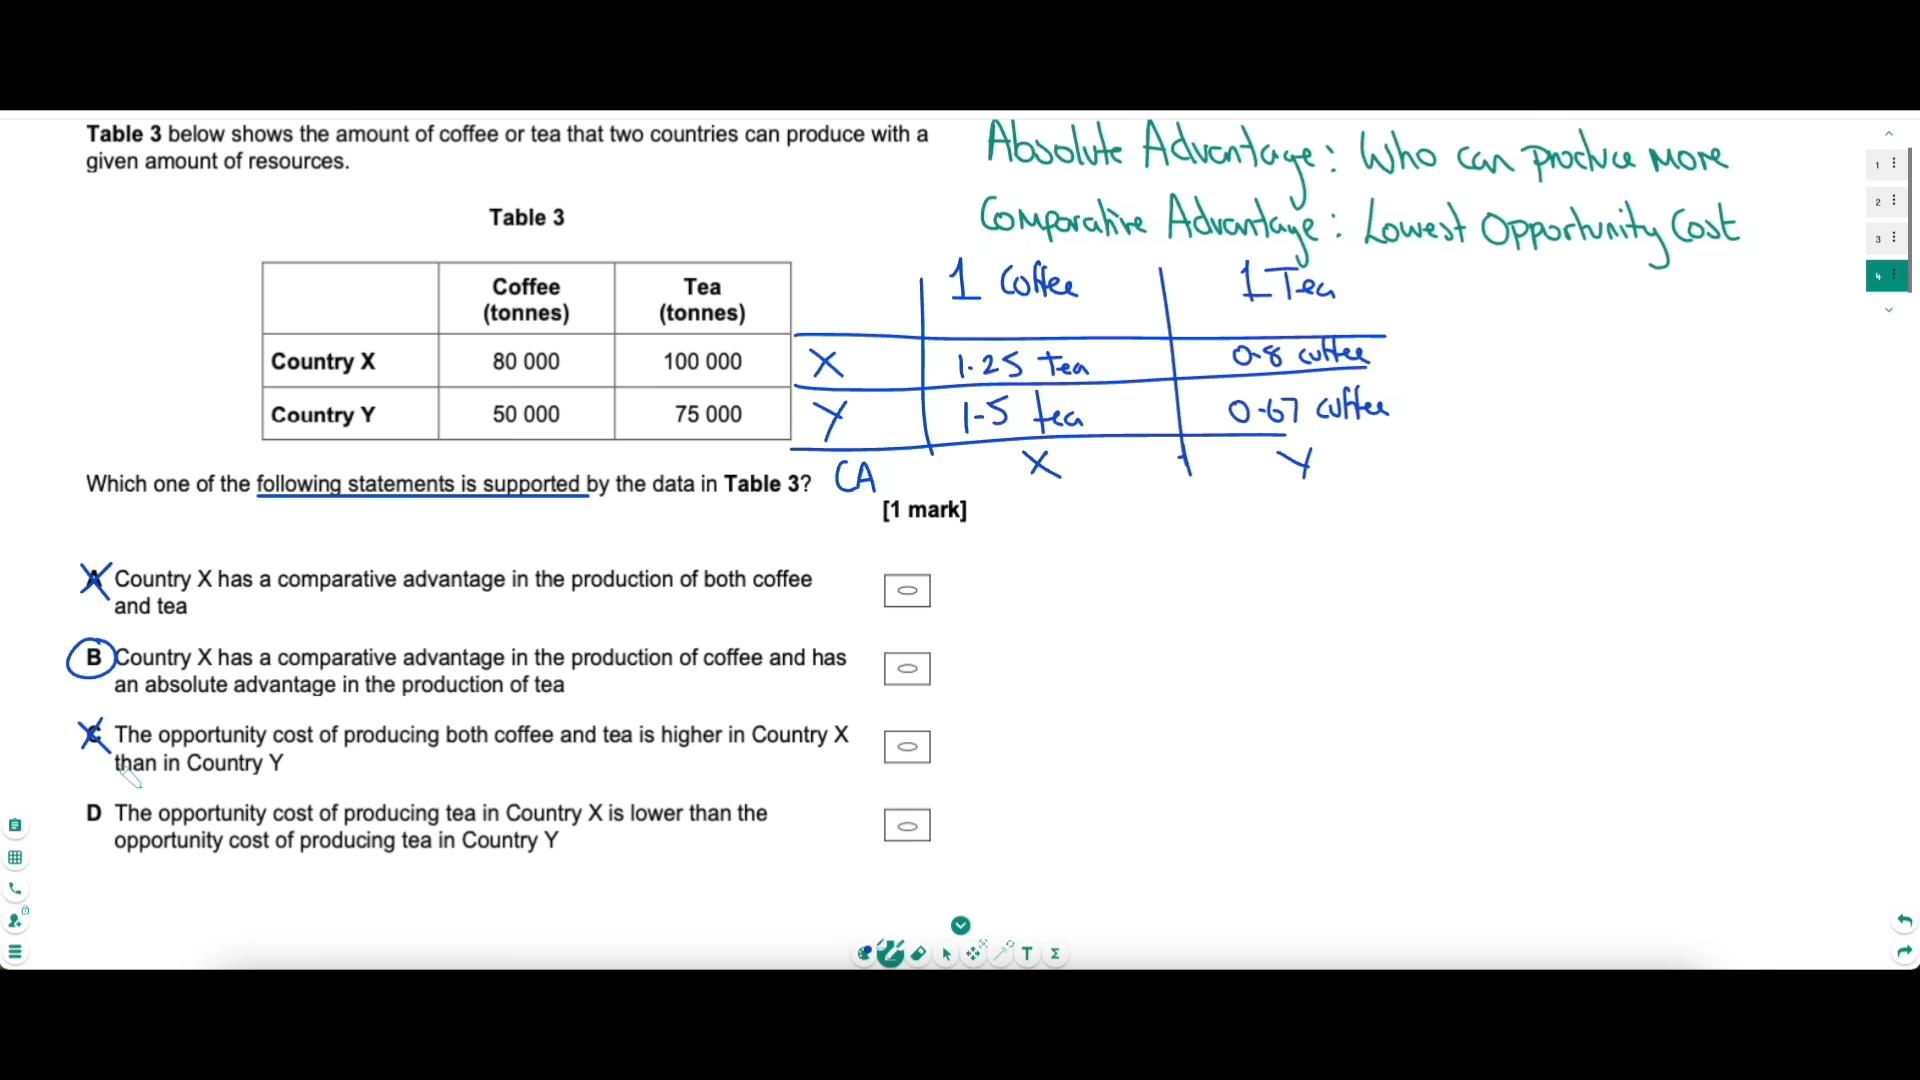 Table 3 below shows the amount of coffee or tea that two countries can produce with a
given amount of resources.
Absolute Advantage: Who can produce more
Comparative Advantage: Lowest Opportunity Cost
Table 3
Coffee (tonnes) Tea (tonnes)
Country X 80 000 100 000
Country Y 50 000 75 000
1 Coffee 1 Tea
X 1.25 tea 0.8 coffee
Y 1.5 tea 0.67 coffee
CA X Y
Which one of the following statements is supported by the data in Table 3?
[1 mark]
A Country X has a comparative advantage in the production of both coffee
and tea
B Country X has a comparative advantage in the production of coffee and has
an absolute advantage in the production of tea
C The opportunity cost of producing both coffee and tea is higher in Country X
than in Country Y
D The opportunity cost of producing tea in Country X is lower than the
opportunity cost of producing tea in Country Y
1
2
3
4
T Σ